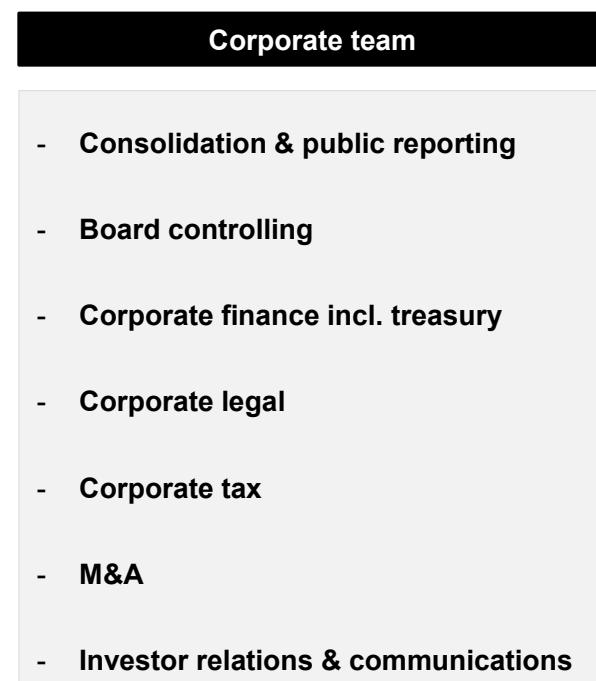 Corporate team
- Consolidation & public reporting
- Board controlling
- Corporate finance incl. treasury
- Corporate legal
- Corporate tax
- M&A
- Investor relations & communications